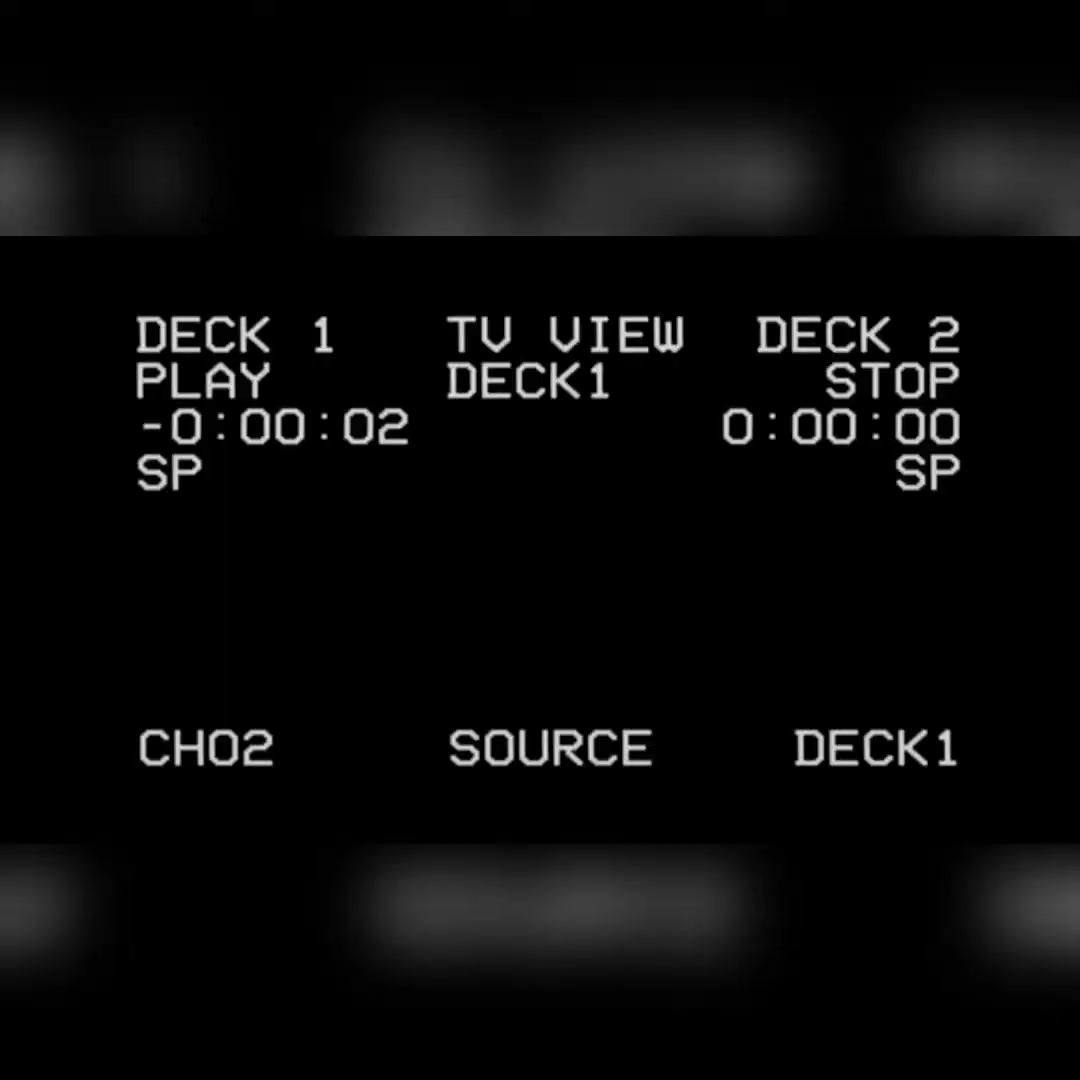 DECK 1 TV VIEW DECK 2
PLAY DECK1 STOP
-0:00:02 0:00:00
SP SP
CH02 SOURCE DECK1